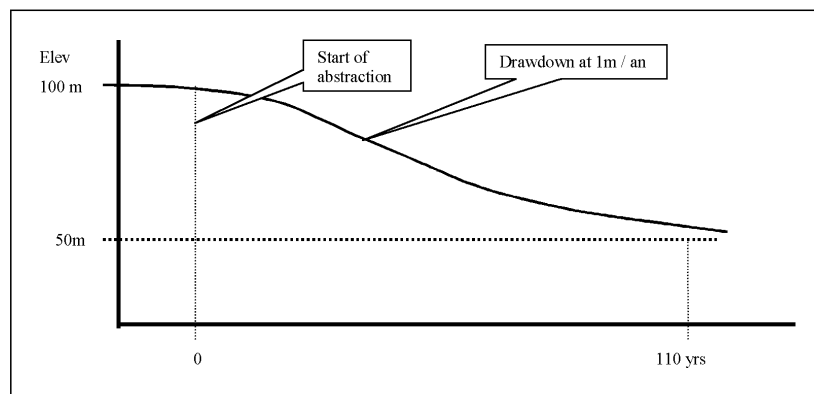 Elev
100 m
Start of
abstraction
Drawdown at 1m / an
50m
0
110 yrs